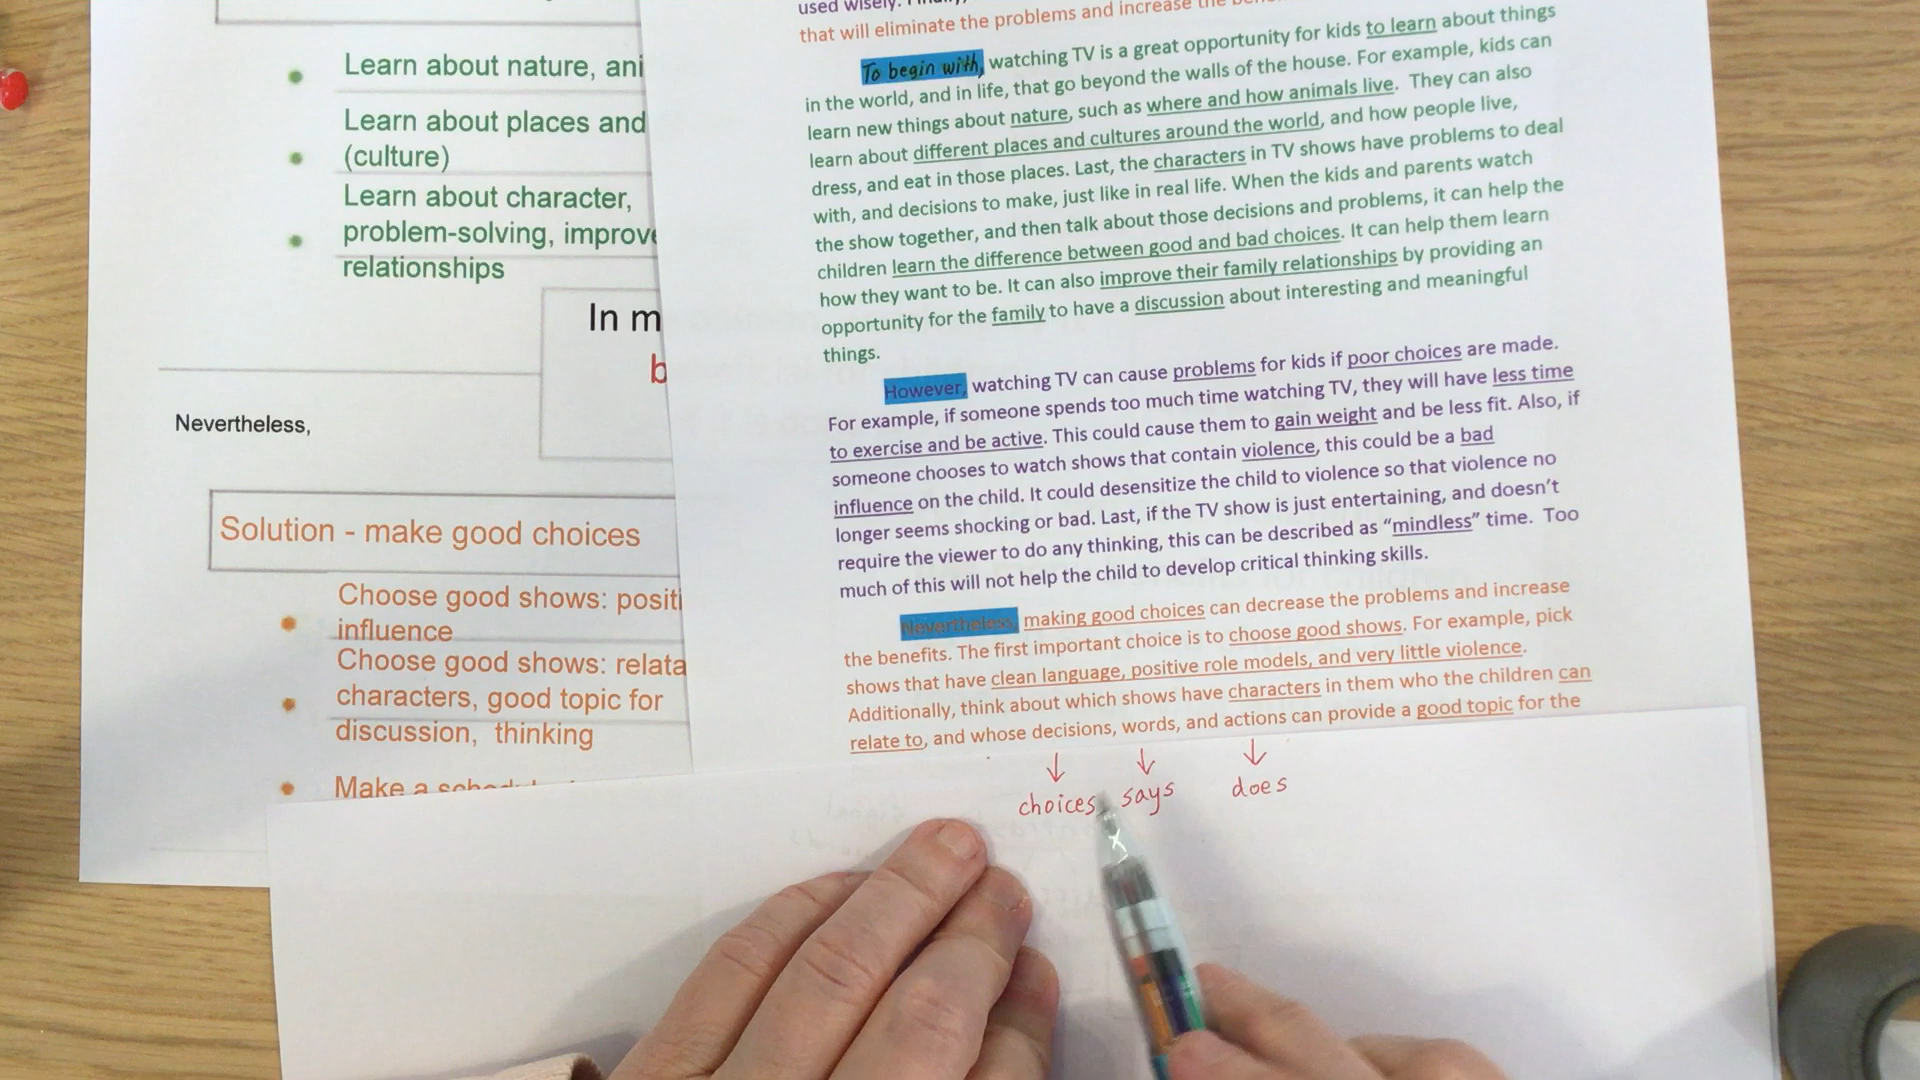 Learn about nature, ani
Learn about places and
(culture)
Learn about character,
problem-solving, improve
relationships
In m
b
Nevertheless,
Solution - make good choices
Choose good shows: positi
influence
Choose good shows: relata
characters, good topic for
discussion, thinking
Make a
used wisely.
that will eliminate the problems and increase the
To begin with, watching TV is a great opportunity for kids to learn about things
in the world, and in life, that go beyond the walls of the house. For example, kids can
learn new things about nature, such as where and how animals live. They can also
learn about different places and cultures around the world, and how people live,
dress, and eat in those places. Last, the characters in TV shows have problems to deal
with, and decisions to make, just like in real life. When the kids and parents watch
the show together, and then talk about those decisions and problems, it can help the
children learn the difference between good and bad choices. It can help them learn
how they want to be. It can also improve their family relationships by providing an
opportunity for the family to have a discussion about interesting and meaningful
things.
However, watching TV can cause problems for kids if poor choices are made.
For example, if someone spends too much time watching TV, they will have less time
to exercise and be active. This could cause them to gain weight and be less fit. Also, if
someone chooses to watch shows that contain violence, this could be a bad
influence on the child. It could desensitize the child to violence so that violence no
longer seems shocking or bad. Last, if the TV show is just entertaining, and doesn't
require the viewer to do any thinking, this can be described as “mindless” time. Too
much of this will not help the child to develop critical thinking skills.
Nevertheless, making good choices can decrease the problems and increase
the benefits. The first important choice is to choose good shows. For example, pick
shows that have clean language, positive role models, and very little violence.
Additionally, think about which shows have characters in them who the children can
relate to, and whose decisions, words, and actions can provide a good topic for the
↓ ↓ ↓
choices says does